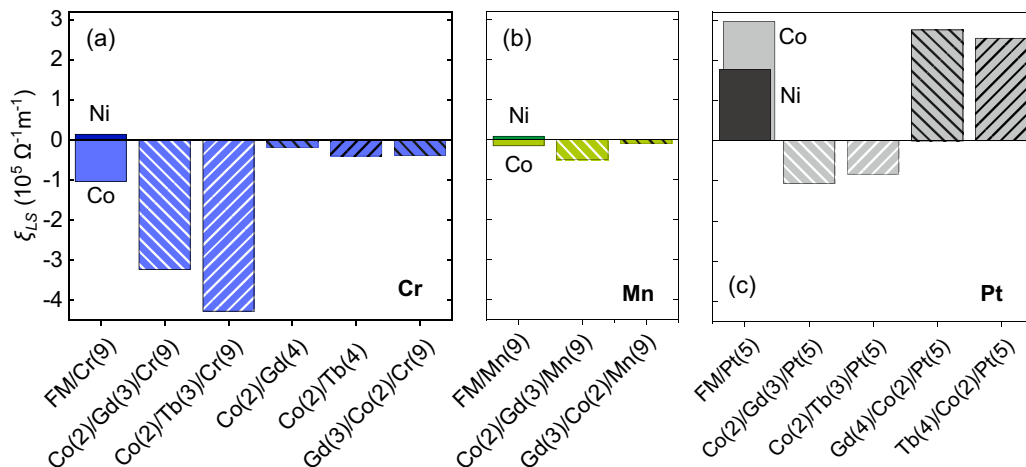 (a)
(b)
(c)
3
2
1
0
-1
-2
-3
-4
ξLS (10⁵ Ω⁻¹m⁻¹)
Ni
Co
Cr
Ni
Co
Mn
Co
Ni
Pt
FM/Cr(9)
Co(2)/Gd(3)/Cr(9)
Co(2)/Tb(3)/Cr(9)
Co(2)/Gd(4)
Co(2)/Tb(4)
Gd(3)/Co(2)/Cr(9)
FM/Mn(9)
Co(2)/Gd(3)/Mn(9)
Gd(3)/Co(2)/Mn(9)
FM/Pt(5)
Co(2)/Gd(3)/Pt(5)
Co(2)/Tb(3)/Pt(5)
Gd(4)/Co(2)/Pt(5)
Tb(4)/Co(2)/Pt(5)